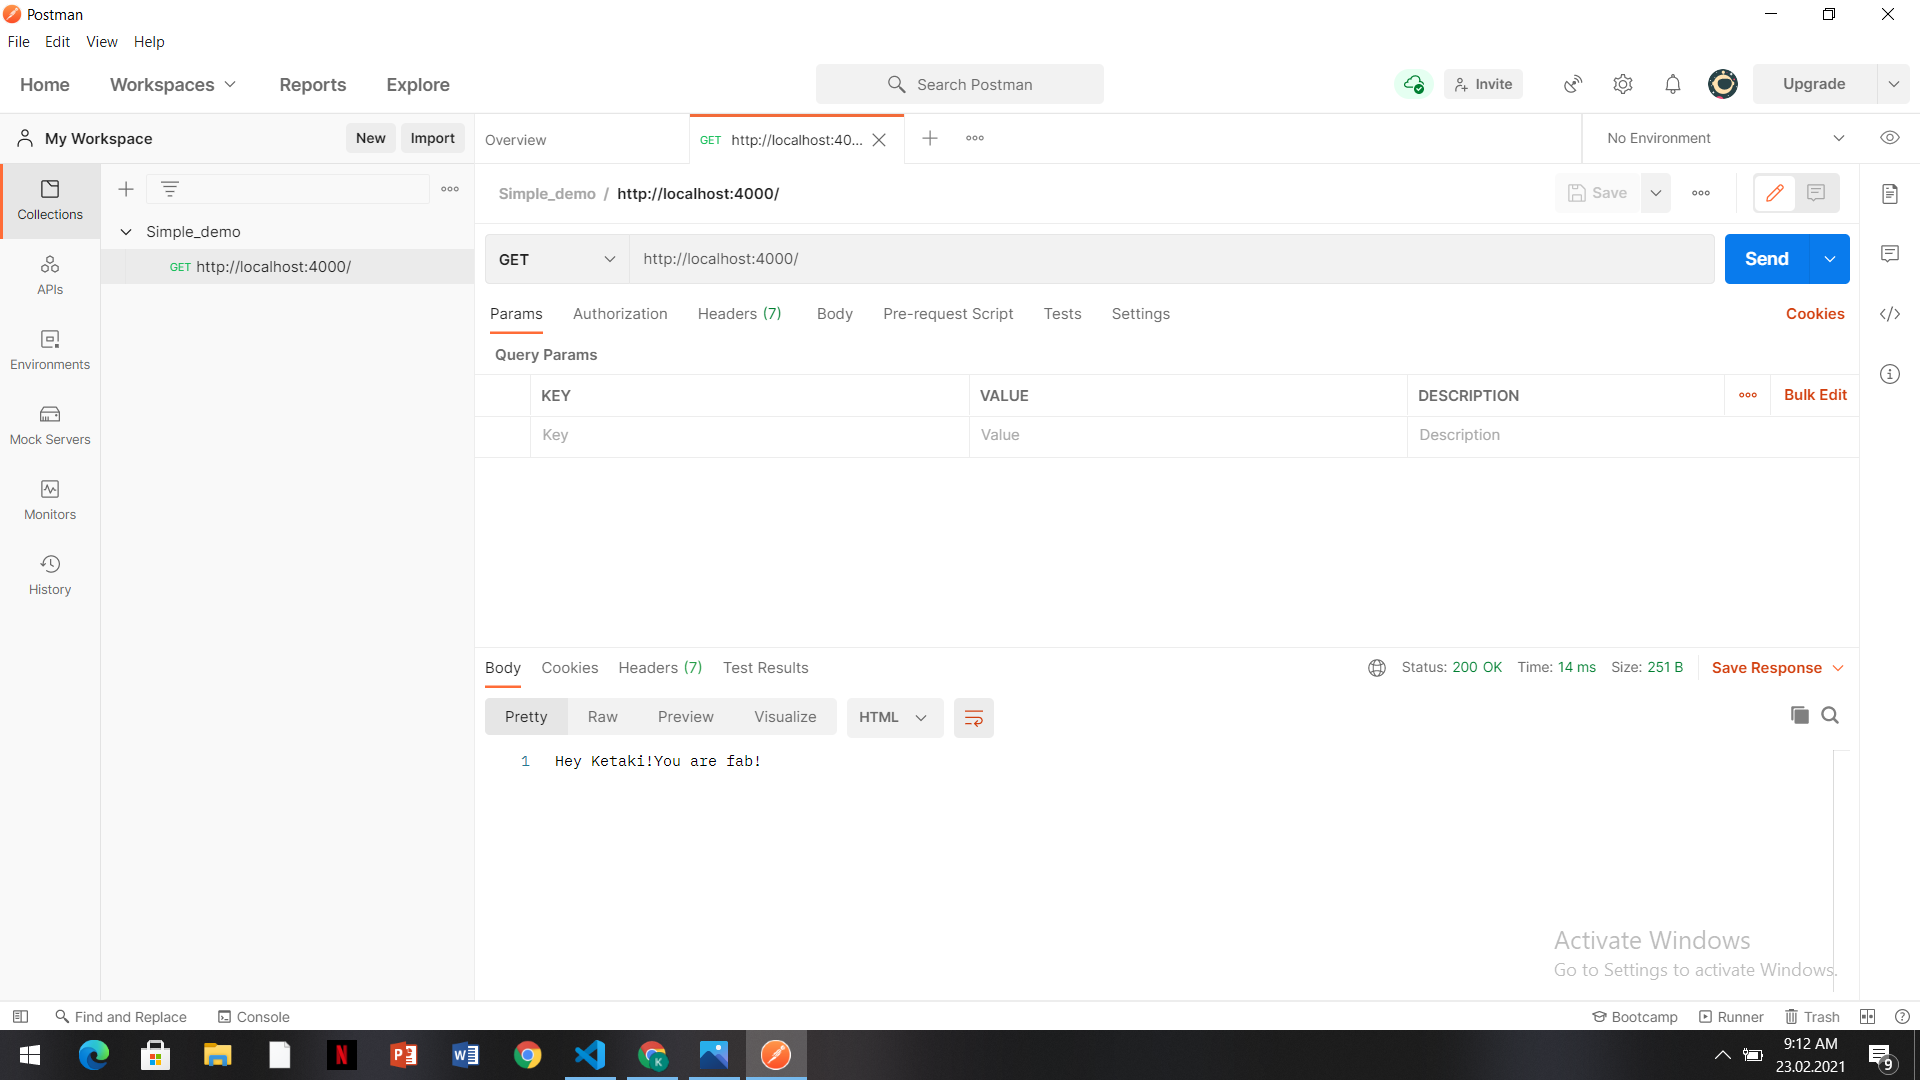 Postman
File Edit View Help
Home Workspaces Reports Explore Search Postman Invite Upgrade
My Workspace New Import Overview GET http://localhost:40... No Environment
Collections
APIs
Environments
Mock Servers
Monitors
History
Simple_demo
GET http://localhost:4000/
Simple_demo / http://localhost:4000/ Save
GET http://localhost:4000/ Send
Params Authorization Headers (7) Body Pre-request Script Tests Settings Cookies
Query Params
KEY VALUE DESCRIPTION Bulk Edit
Key Value Description
Body Cookies Headers (7) Test Results Status: 200 OK Time: 14 ms Size: 251 B Save Response
Pretty Raw Preview Visualize HTML
1 Hey Ketaki!You are fab!
Activate Windows
Go to Settings to activate Windows.
Find and Replace Console Bootcamp Runner Trash
N P W K
9:12 AM
23.02.2021
9